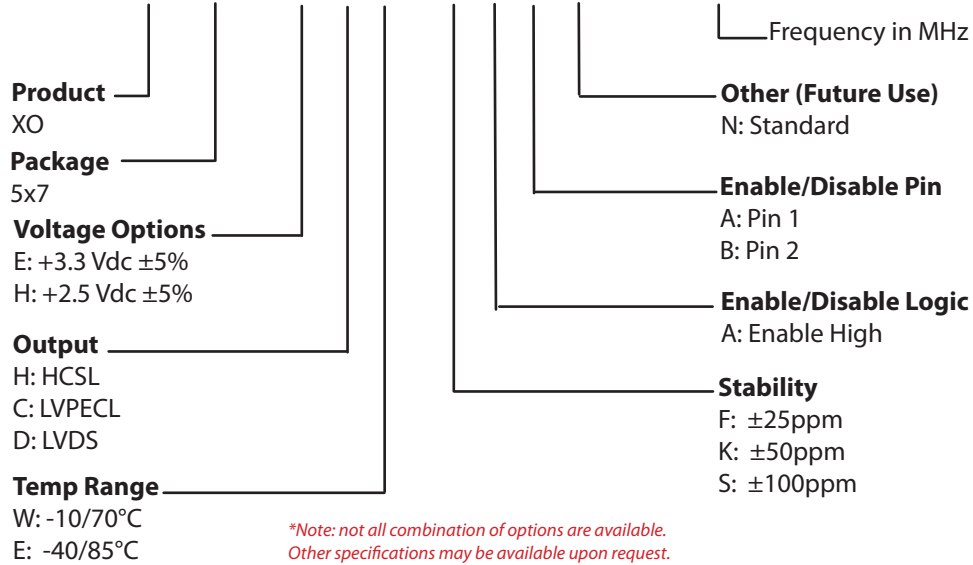 Frequency in MHz
Product
XO
Package
5x7
Voltage Options
E: +3.3 Vdc ±5%
H: +2.5 Vdc ±5%
Output
H: HCSL
C: LVPECL
D: LVDS
Temp Range
W: -10/70°C
E: -40/85°C
Other (Future Use)
N: Standard
Enable/Disable Pin
A: Pin 1
B: Pin 2
Enable/Disable Logic
A: Enable High
Stability
F: ±25ppm
K: ±50ppm
S: ±100ppm
*Note: not all combination of options are available.
Other specifications may be available upon request.